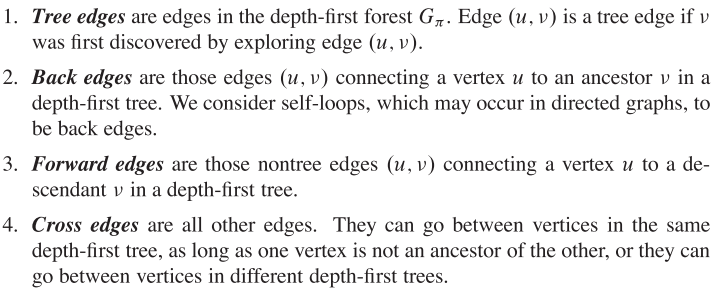 1. Tree edges are edges in the depth-first forest Gπ. Edge (u, ν) is a tree edge if ν
was first discovered by exploring edge (u, ν).
2. Back edges are those edges (u, ν) connecting a vertex u to an ancestor ν in a
depth-first tree. We consider self-loops, which may occur in directed graphs, to
be back edges.
3. Forward edges are those nontree edges (u, ν) connecting a vertex u to a de-
scendant ν in a depth-first tree.
4. Cross edges are all other edges. They can go between vertices in the same
depth-first tree, as long as one vertex is not an ancestor of the other, or they can
go between vertices in different depth-first trees.